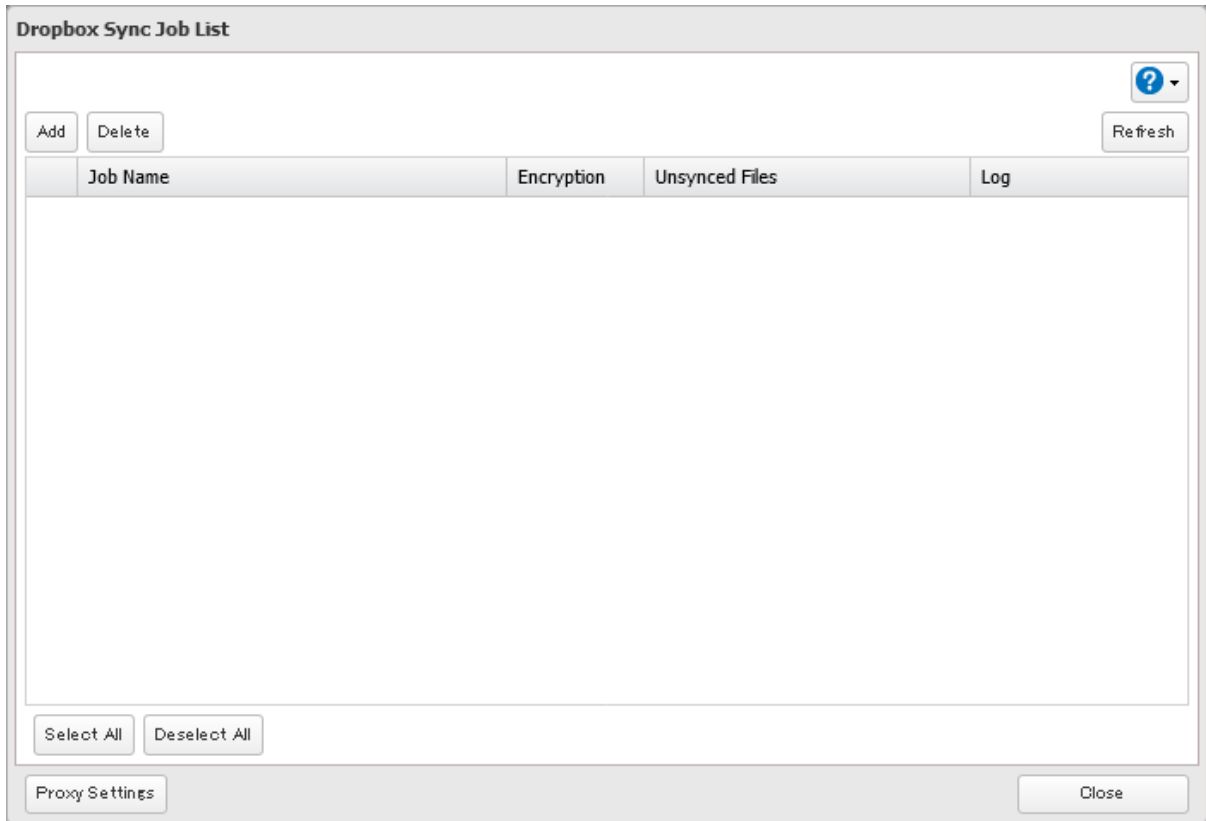 Dropbox Sync Job List
?
Add Delete Refresh
Job Name Encryption Unsynced Files Log
Select All Deselect All
Proxy Settings Close